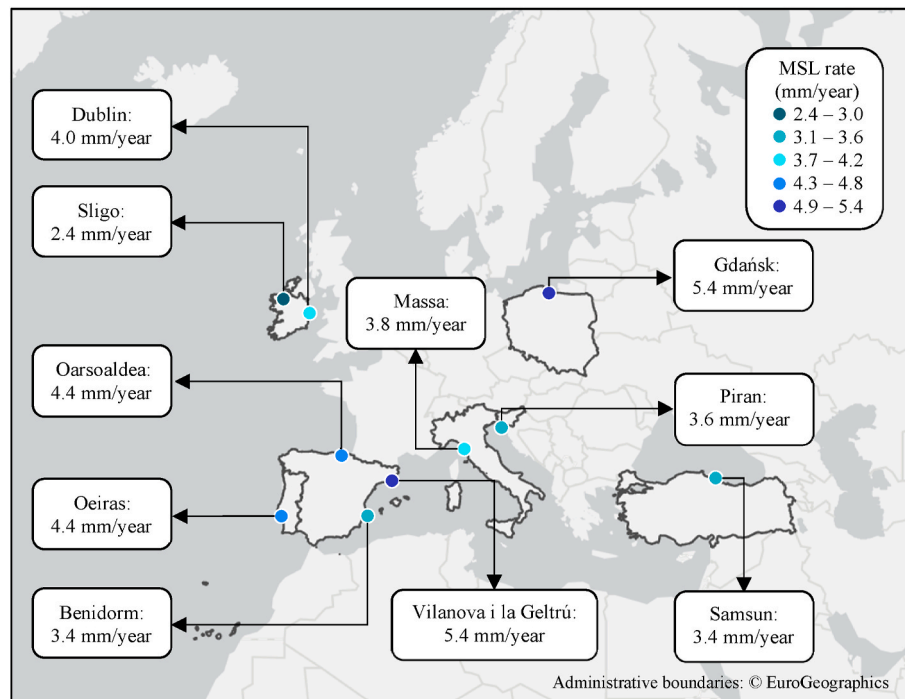 MSL rate
(mm/year)
2.4 – 3.0
3.1 – 3.6
3.7 – 4.2
4.3 – 4.8
4.9 – 5.4
Dublin:
4.0 mm/year
Sligo:
2.4 mm/year
Gdańsk:
5.4 mm/year
Massa:
3.8 mm/year
Oarsoaldea:
4.4 mm/year
Piran:
3.6 mm/year
Oeiras:
4.4 mm/year
Benidorm:
3.4 mm/year
Vilanova i la Geltrú:
5.4 mm/year
Samsun:
3.4 mm/year
Administrative boundaries: © EuroGeographics